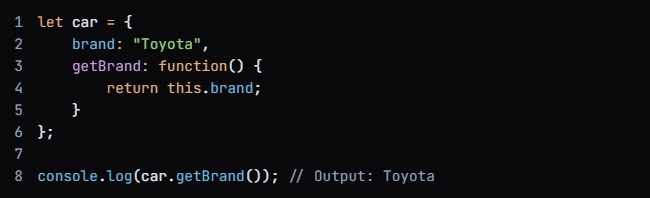 1 let car = {
2     brand: "Toyota",
3     getBrand: function() {
4         return this.brand;
5     }
6 };
7
8 console.log(car.getBrand()); // Output: Toyota